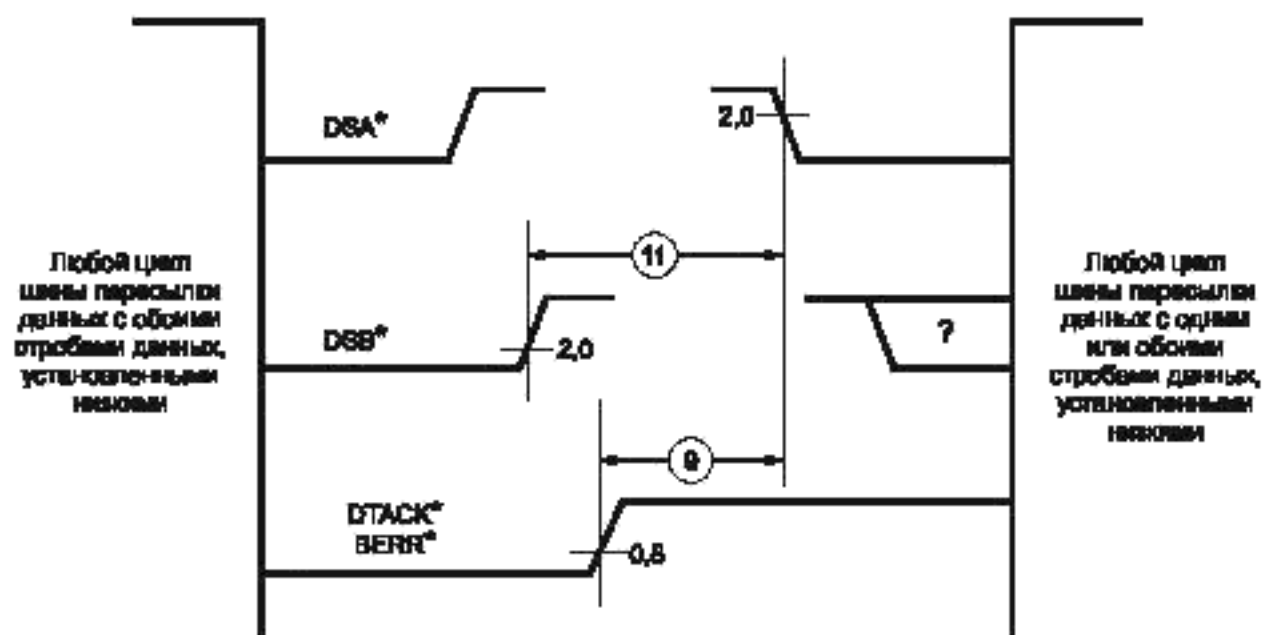 DSA*
2,0
11
Любой цикл
шины пересылки
данных с обоими
стробами данных,
установленными
низкими
DSB*
2,0
?
Любой цикл
шины пересылки
данных с одним
или обоими
стробами данных,
установленными
низкими
9
DTACK*
BERR*
0,8